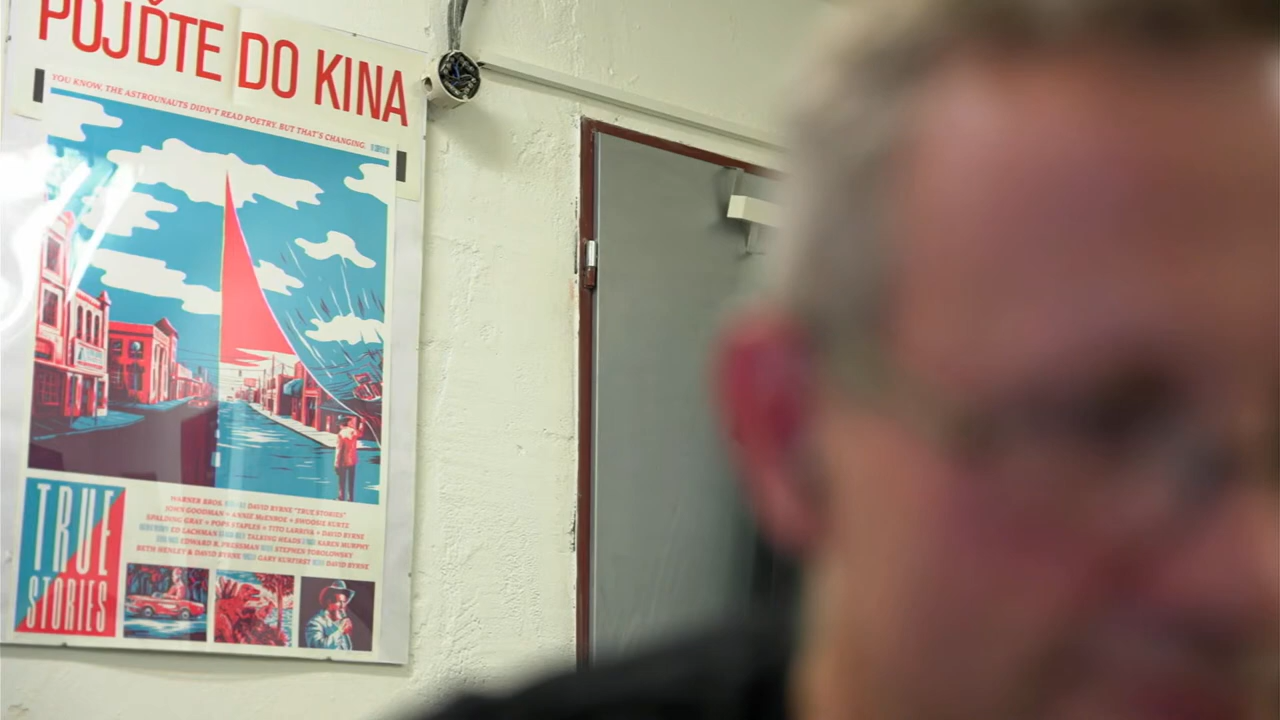 POJĎTE DO KINA
YOU KNOW, THE ASTROUNAUTS DIDN'T READ POETRY. BUT THAT'S CHANGING.
WARNER BROS. DAVID BYRNE "TRUE STORIES"
JOHN GOODMAN + ANNIE McENROE + SWOOSIE KURTZ
SPALDING GRAY + POPS STAPLES + TITO LARRIVA + DAVID BYRNE
ED LACHMAN TALKING HEADS KAREN MURPHY
EDWARD R. PRESSMAN STEPHEN TOBOLOWSKY
BETH HENLEY & DAVID BYRNE GARY KURFIRST DAVID BYRNE
TRUE
STORIES